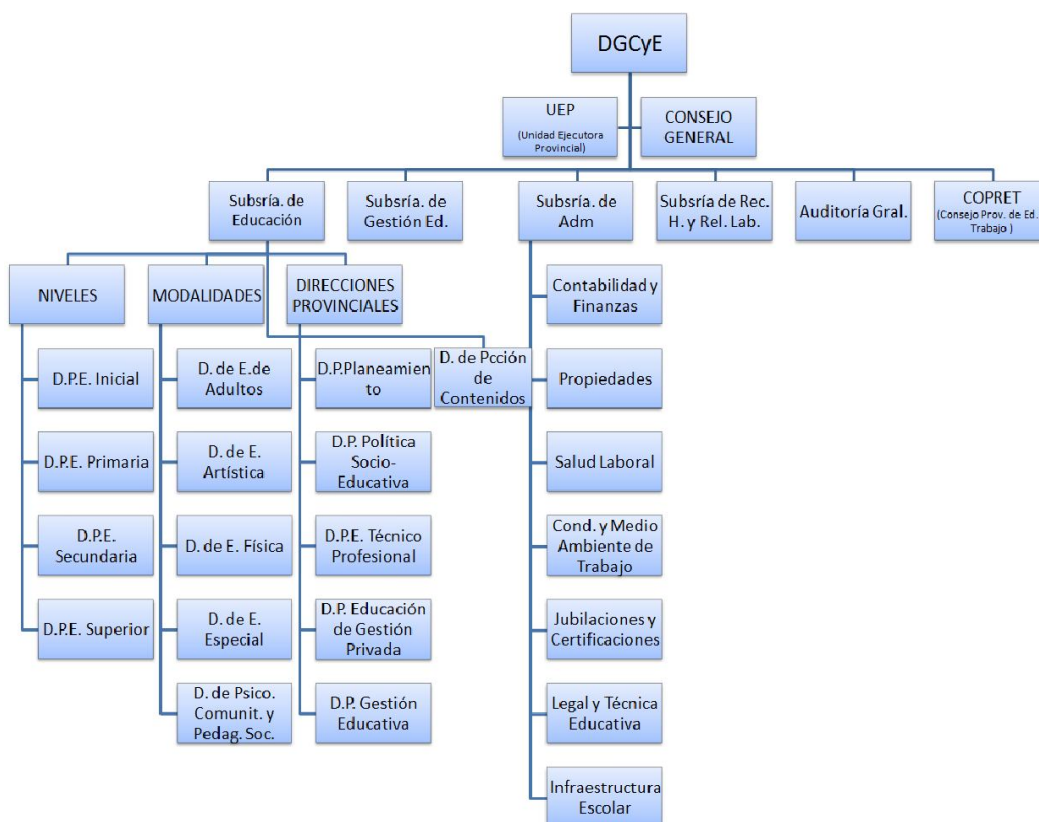 DGCyE
UEP
(Unidad Ejecutora
Provincial)
CONSEJO
GENERAL
Subsría. de
Educación
Subsría. de
Gestión Ed.
Subsría. de
Adm
Subsría de Rec.
H. y Rel. Lab.
Auditoría Gral.
COPRET
(Consejo Prov. de Ed. y
Trabajo )
NIVELES
MODALIDADES
DIRECCIONES
PROVINCIALES
D.P.E. Inicial
D.P.E. Primaria
D.P.E.
Secundaria
D.P.E. Superior
D. de E.de
Adultos
D. de E.
Artística
D. de E. Física
D. de E.
Especial
D. de Psico.
Comunit. y
Pedag. Soc.
D.P.Planeamien
to
D.P. Política
Socio-
Educativa
D.P.E. Técnico
Profesional
D.P. Educación
de Gestión
Privada
D.P. Gestión
Educativa
D. de Pcción
de
Contenidos
Contabilidad y
Finanzas
Propiedades
Salud Laboral
Cond. y Medio
Ambiente de
Trabajo
Jubilaciones y
Certificaciones
Legal y Técnica
Educativa
Infraestructura
Escolar